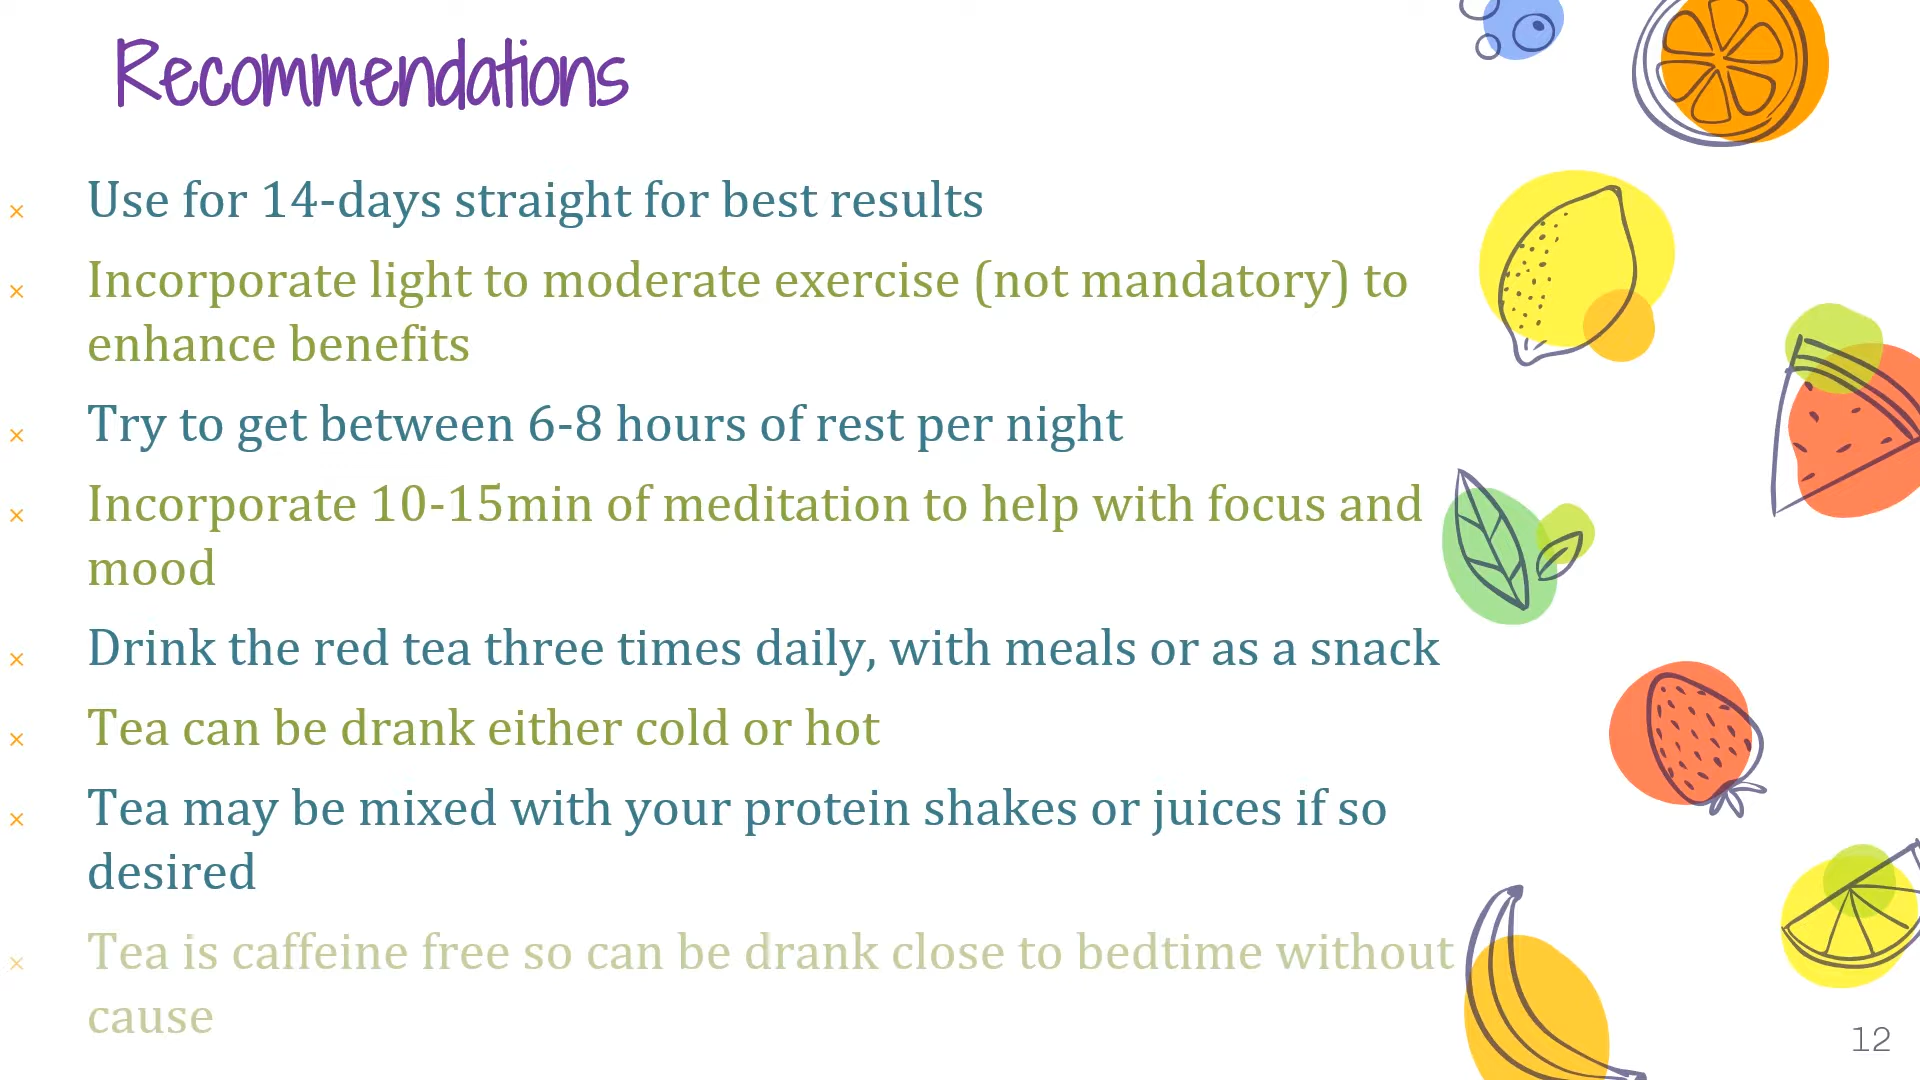 Recommendations
× Use for 14-days straight for best results
× Incorporate light to moderate exercise (not mandatory) to
enhance benefits
× Try to get between 6-8 hours of rest per night
× Incorporate 10-15min of meditation to help with focus and
mood
× Drink the red tea three times daily, with meals or as a snack
× Tea can be drank either cold or hot
× Tea may be mixed with your protein shakes or juices if so
desired
× Tea is caffeine free so can be drank close to bedtime without
cause
12